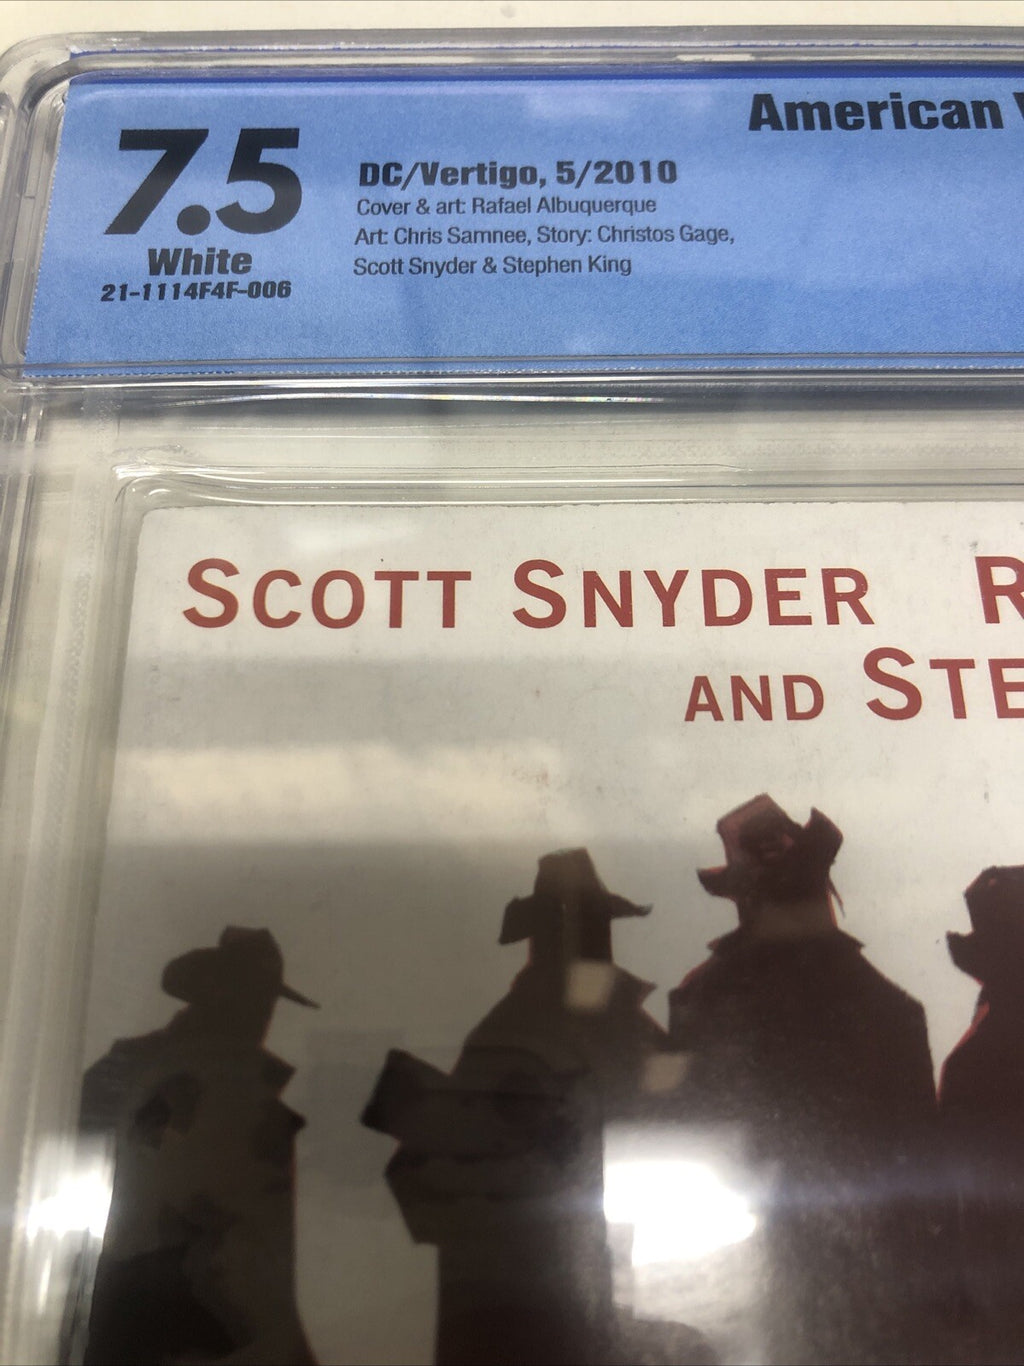 American
7.5
DC/Vertigo, 5/2010
Cover & art: Rafael Albuquerque
Art: Chris Samnee, Story: Christos Gage,
White
Scott Snyder & Stephen King
21-1114F4F-006
SCOTT SNYDER R
AND STE